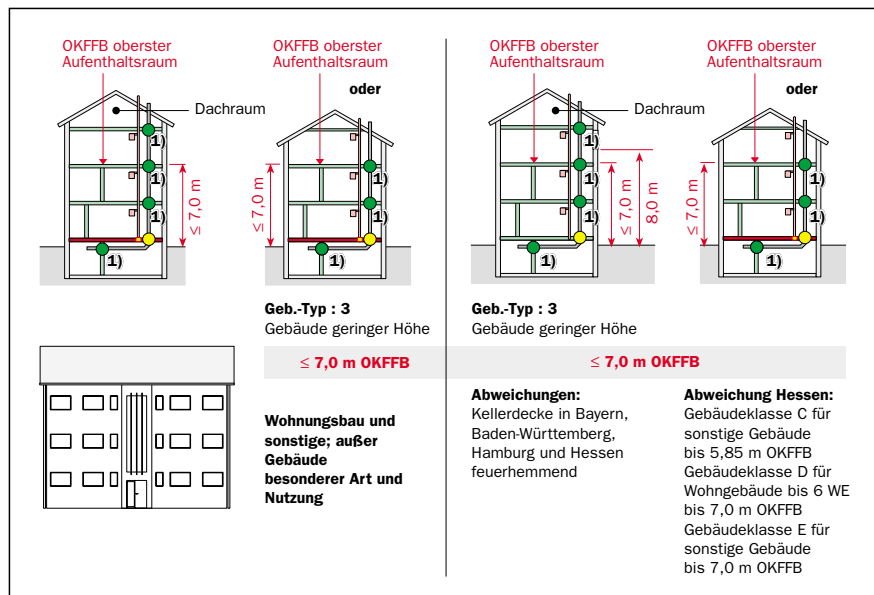 OKFFB oberster
Aufenthaltsraum
OKFFB oberster
Aufenthaltsraum
oder
Dachraum
1)
1)
1)
1)
≤ 7,0 m
≤ 7,0 m
1)
1)
1)
Geb.-Typ : 3
Gebäude geringer Höhe
≤ 7,0 m OKFFB
Wohnungsbau und
sonstige; außer
Gebäude
besonderer Art und
Nutzung
OKFFB oberster
Aufenthaltsraum
OKFFB oberster
Aufenthaltsraum
oder
Dachraum
1)
1)
1)
1)
≤ 7,0 m
8,0 m
≤ 7,0 m
1)
1)
1)
Geb.-Typ : 3
Gebäude geringer Höhe
≤ 7,0 m OKFFB
Abweichungen:
Kellerdecke in Bayern,
Baden-Württemberg,
Hamburg und Hessen
feuerhemmend
Abweichung Hessen:
Gebäudeklasse C für
sonstige Gebäude
bis 5,85 m OKFFB
Gebäudeklasse D für
Wohngebäude bis 6 WE
bis 7,0 m OKFFB
Gebäudeklasse E für
sonstige Gebäude
bis 7,0 m OKFFB